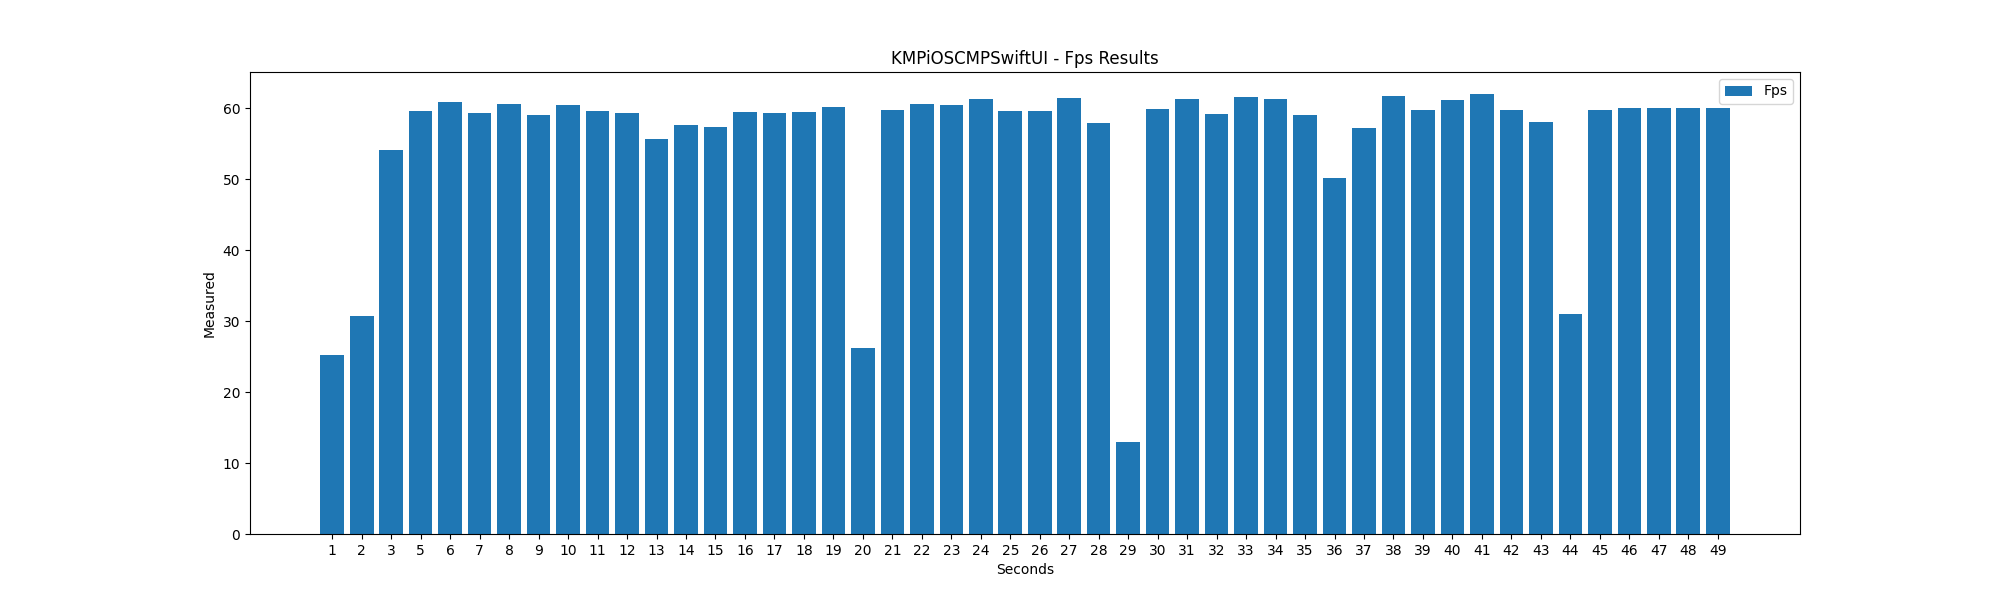 KMPiOSCMPSwiftUI - Fps Results
Fps
Measured
60
50
40
30
20
10
0
1 2 3 5 6 7 8 9 10 11 12 13 14 15 16 17 18 19 20 21 22 23 24 25 26 27 28 29 30 31 32 33 34 35 36 37 38 39 40 41 42 43 44 45 46 47 48 49
Seconds